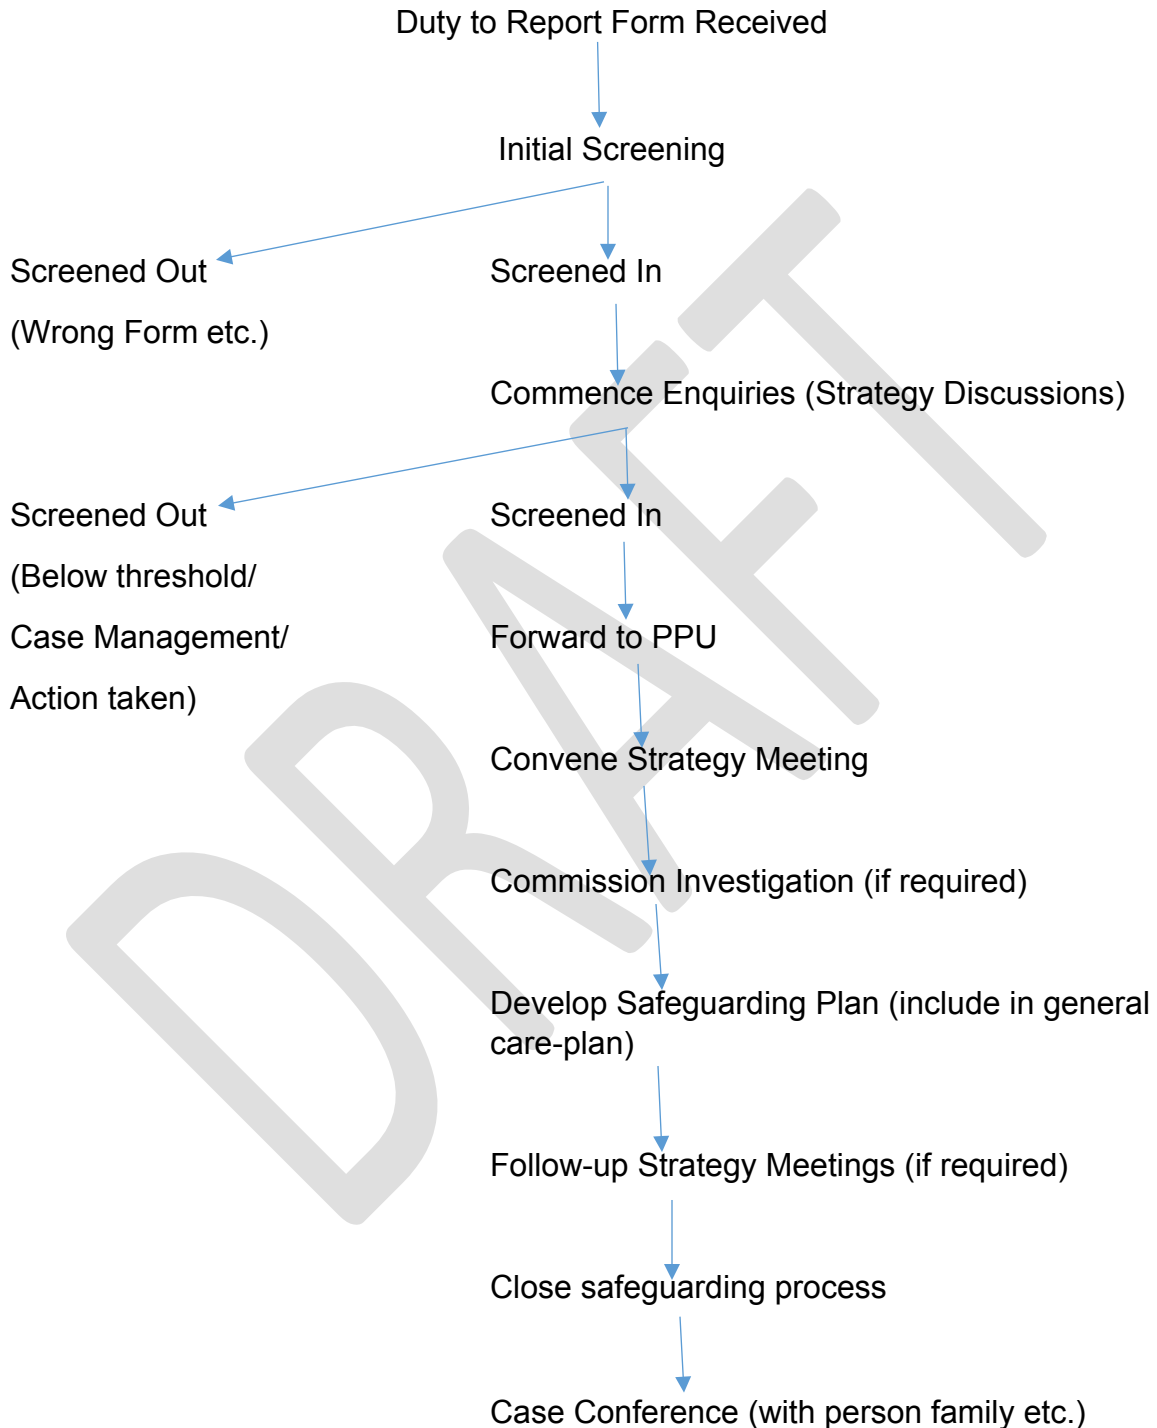 Duty to Report Form Received
Initial Screening
Screened Out
Screened In
(Wrong Form etc.)
Commence Enquiries (Strategy Discussions)
Screened Out
Screened In
(Below threshold/
Case Management/
Forward to PPU
Action taken)
Convene Strategy Meeting
Commission Investigation (if required)
Develop Safeguarding Plan (include in general
care-plan)
Follow-up Strategy Meetings (if required)
Close safeguarding process
Case Conference (with person family etc.)
DRAFT